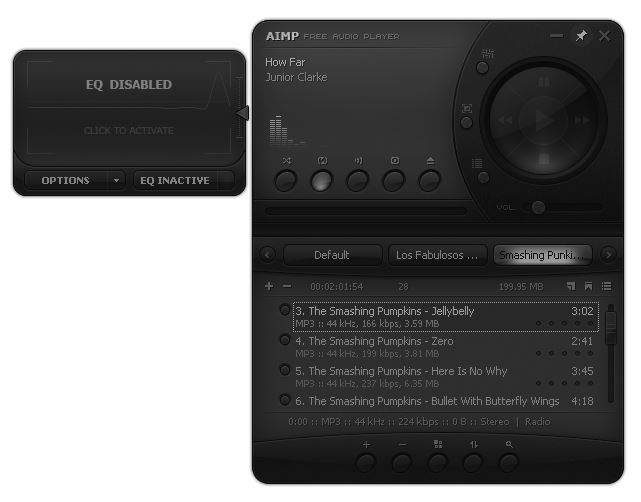 AIMP FREE AUDIO PLAYER
How Far
Junior Clarke
EQ DISABLED
CLICK TO ACTIVATE
OPTIONS
EQ INACTIVE
VOL.
Default
Los Fabulosos ...
Smashing Punki...
00:02:01:54 28 199.95 MB
3. The Smashing Pumpkins - Jellybelly 3:02
MP3 :: 44 kHz, 166 kbps, 3.59 MB
4. The Smashing Pumpkins - Zero 2:41
MP3 :: 44 kHz, 199 kbps, 3.81 MB
5. The Smashing Pumpkins - Here Is No Why 3:45
MP3 :: 44 kHz, 237 kbps, 6.35 MB
6. The Smashing Pumpkins - Bullet With Butterfly Wings 4:18
0:00 :: MP3 :: 44 kHz :: 224 kbps :: 0 B :: Stereo | Radio